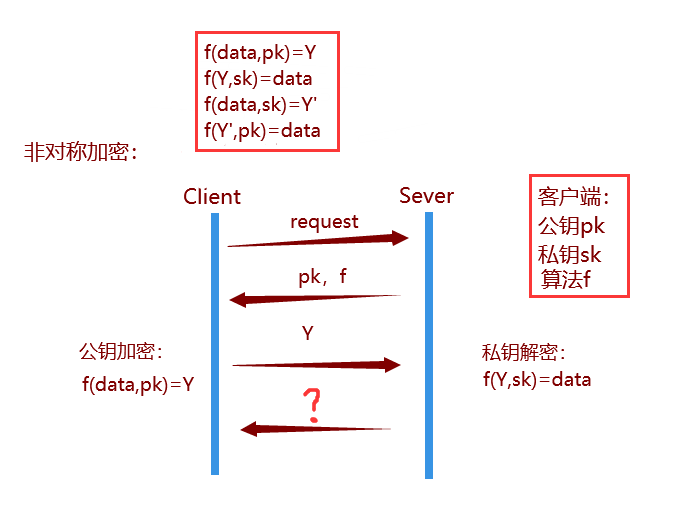 f(data,pk)=Y
f(Y,sk)=data
f(data,sk)=Y'
f(Y',pk)=data
非对称加密：
Client
Sever
request
客户端：
公钥pk
私钥sk
算法f
pk，f
Y
公钥加密：
f(data,pk)=Y
私钥解密：
f(Y,sk)=data
?